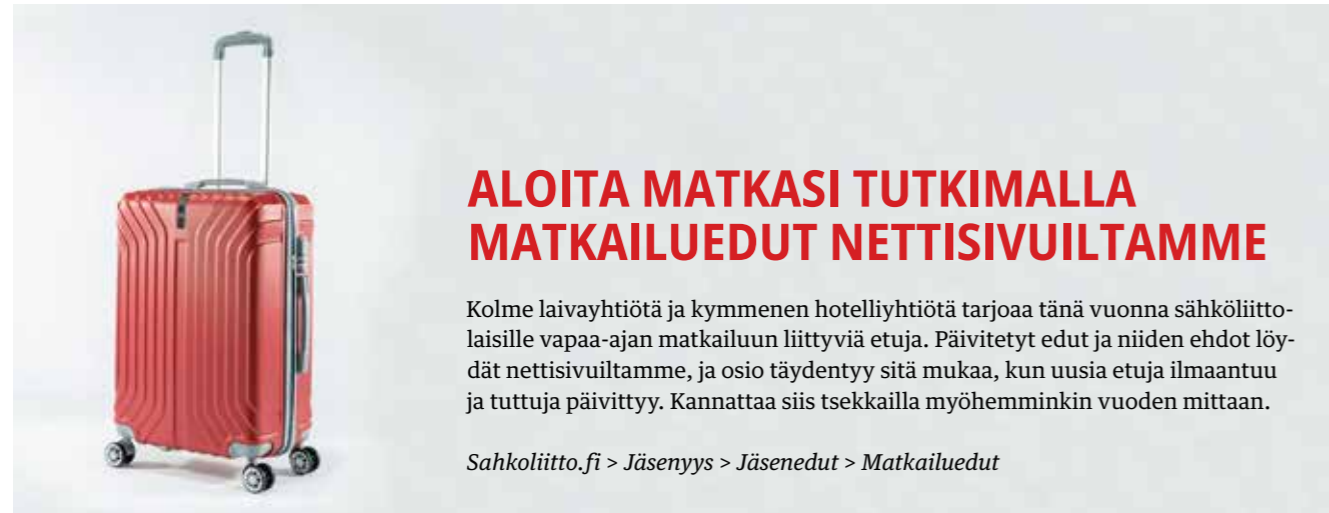 ALOITA MATKASI TUTKIMALLA
MATKAILUEDUT NETTISIVUILTAMME
Kolme laivayhtiötä ja kymmenen hotelliyhtiötä tarjoaa tänä vuonna sähköliitto-
laisille vapaa-ajan matkailuun liittyviä etuja. Päivitetyt edut ja niiden ehdot löy-
dät nettisivuiltamme, ja osio täydentyy sitä mukaa, kun uusia etuja ilmaantuu
ja tuttuja päivittyy. Kannattaa siis tsekkailla myöhemminkin vuoden mittaan.
Sahkoliitto.fi > Jäsenyys > Jäsenedut > Matkailuedut